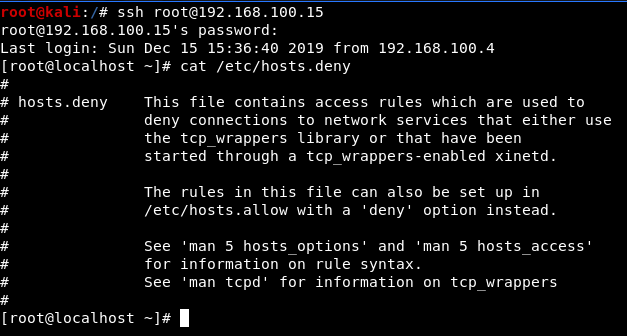 root@kali:/# ssh root@192.168.100.15
root@192.168.100.15's password:
Last login: Sun Dec 15 15:36:40 2019 from 192.168.100.4
[root@localhost ~]# cat /etc/hosts.deny
#
# hosts.deny    This file contains access rules which are used to
#               deny connections to network services that either use
#               the tcp_wrappers library or that have been
#               started through a tcp_wrappers-enabled xinetd.
#
#               The rules in this file can also be set up in
#               /etc/hosts.allow with a 'deny' option instead.
#
#               See 'man 5 hosts_options' and 'man 5 hosts_access'
#               for information on rule syntax.
#               See 'man tcpd' for information on tcp_wrappers
#
[root@localhost ~]#